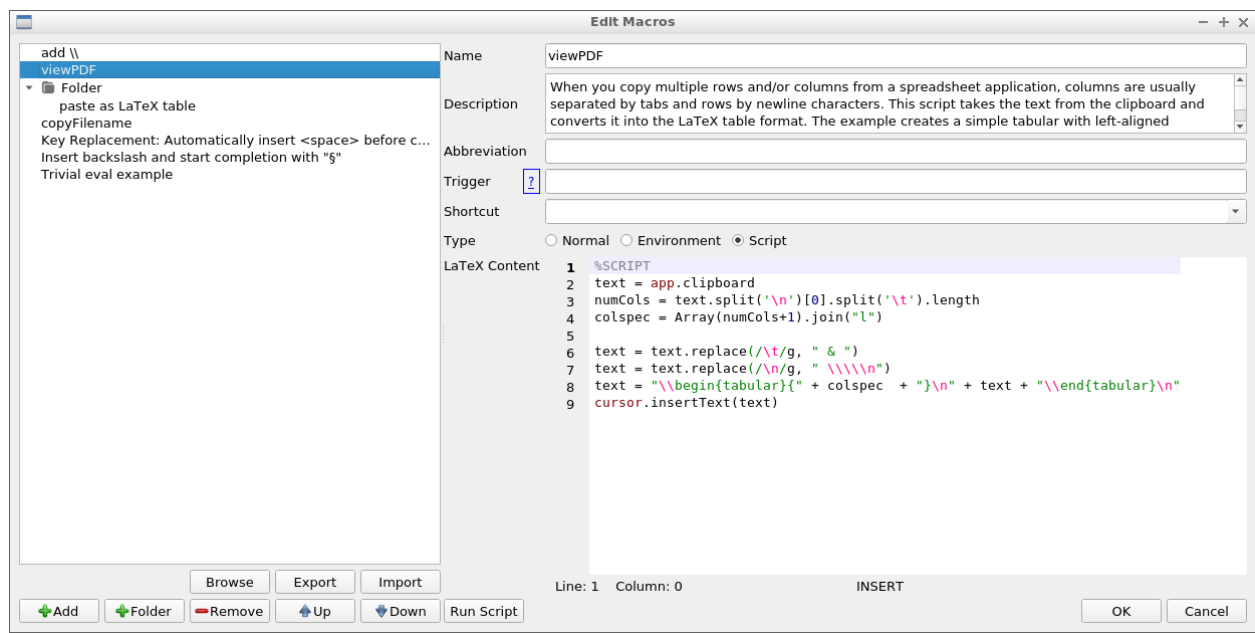 Edit Macros
add \\
viewPDF
Folder
paste as LaTeX table
copyFilename
Key Replacement: Automatically insert <space> before c...
Insert backslash and start completion with "§"
Trivial eval example
Browse
Export
Import
Add
Folder
Remove
Up
Down
Run Script
Name
viewPDF
Description
When you copy multiple rows and/or columns from a spreadsheet application, columns are usually
separated by tabs and rows by newline characters. This script takes the text from the clipboard and
converts it into the LaTeX table format. The example creates a simple tabular with left-aligned
Abbreviation
Trigger ?
Shortcut
Type Normal Environment Script
LaTeX Content
1 %SCRIPT
2 text = app.clipboard
3 numCols = text.split('\n')[0].split('\t').length
4 colspec = Array(numCols+1).join("l")
5
6 text = text.replace(/\t/g, " & ")
7 text = text.replace(/\n/g, " \\\\\n")
8 text = "\\begin{tabular}{" + colspec  + "}\n" + text + "\\end{tabular}\n"
9 cursor.insertText(text)
Line: 1 Column: 0 INSERT
OK
Cancel